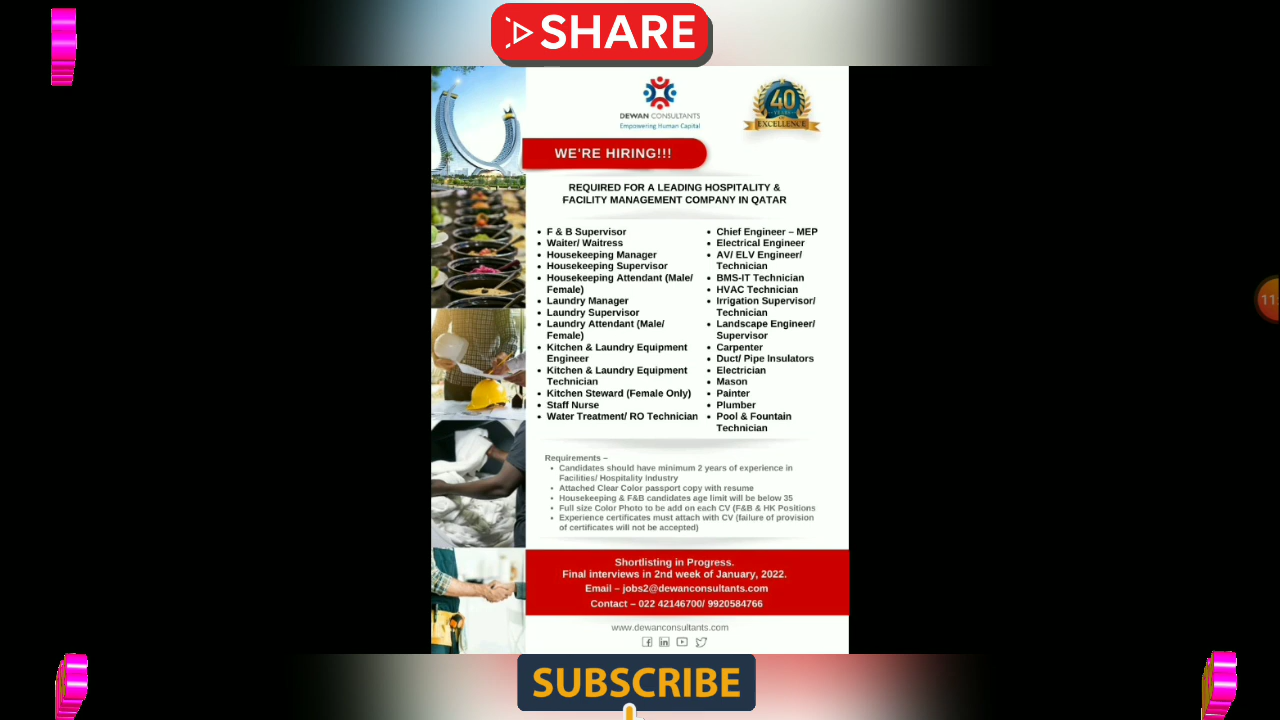 SHARE
DEWAN CONSULTANTS
Empowering Human Capital
40
YEARS
EXCELLENCE
WE'RE HIRING!!!
REQUIRED FOR A LEADING HOSPITALITY &
FACILITY MANAGEMENT COMPANY IN QATAR
• F & B Supervisor
• Waiter/ Waitress
• Housekeeping Manager
• Housekeeping Supervisor
• Housekeeping Attendant (Male/
Female)
• Laundry Manager
• Laundry Supervisor
• Laundry Attendant (Male/
Female)
• Kitchen & Laundry Equipment
Engineer
• Kitchen & Laundry Equipment
Technician
• Kitchen Steward (Female Only)
• Staff Nurse
• Water Treatment/ RO Technician
• Chief Engineer – MEP
• Electrical Engineer
• AV/ ELV Engineer/
Technician
• BMS-IT Technician
• HVAC Technician
• Irrigation Supervisor/
Technician
• Landscape Engineer/
Supervisor
• Carpenter
• Duct/ Pipe Insulators
• Electrician
• Mason
• Painter
• Plumber
• Pool & Fountain
Technician
Requirements –
• Candidates should have minimum 2 years of experience in
Facilities/ Hospitality Industry
• Attached Clear Color passport copy with resume
• Housekeeping & F&B candidates age limit will be below 35
• Full size Color Photo to be add on each CV (F&B & HK Positions
• Experience certificates must attach with CV (failure of provision
of certificates will not be accepted)
Shortlisting in Progress.
Final interviews in 2nd week of January, 2022.
Email – jobs2@dewanconsultants.com
Contact – 022 42146700/ 9920584766
www.dewanconsultants.com
SUBSCRIBE